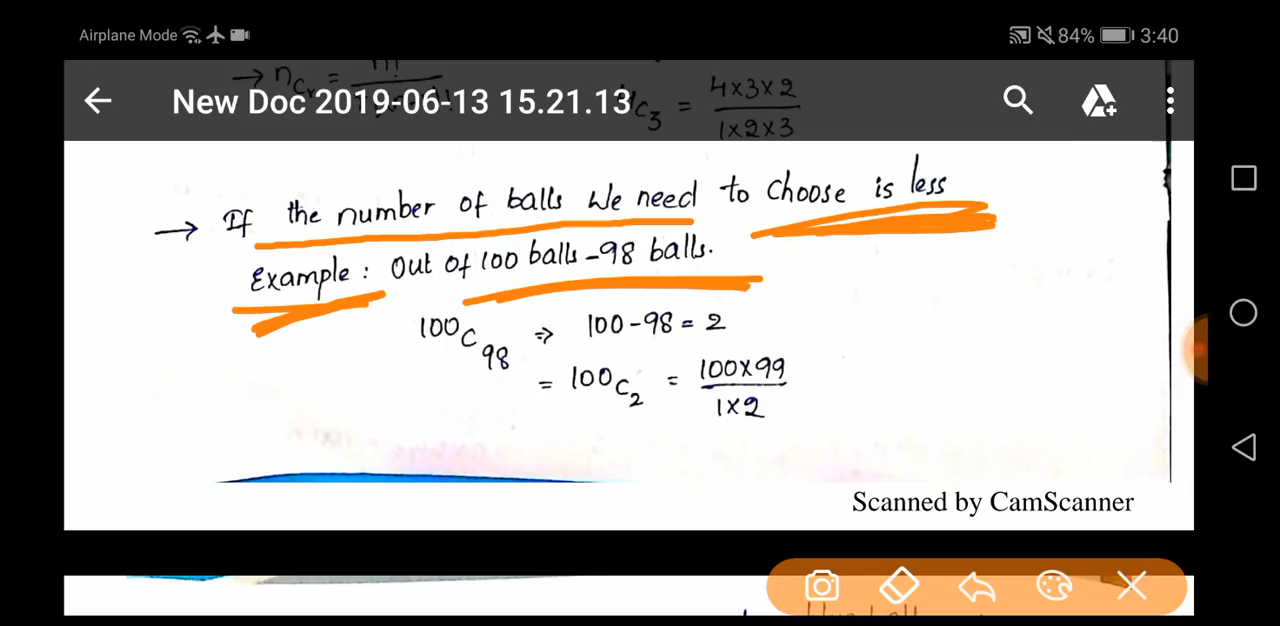 Airplane Mode 84% 3:40
→ nCr = n!
New Doc 2019-06-13 15.21.13 C3 = 4x3x2 / 1x2x3
→ If the number of balls We need to choose is less
Example: Out of 100 balls - 98 balls.
100C98 => 100-98 = 2
= 100C2 = 100x99 / 1x2
Scanned by CamScanner